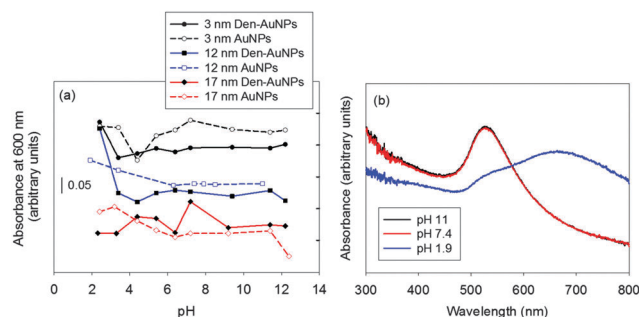 3 nm Den-AuNPs
3 nm AuNPs
12 nm Den-AuNPs
12 nm AuNPs
17 nm Den-AuNPs
17 nm AuNPs
(a)
Absorbance at 600 nm
(arbitrary units)
0.05
0 2 4 6 8 10 12 14
pH
(b)
Absorbance (arbitrary units)
pH 11
pH 7.4
pH 1.9
300 400 500 600 700 800
Wavelength (nm)